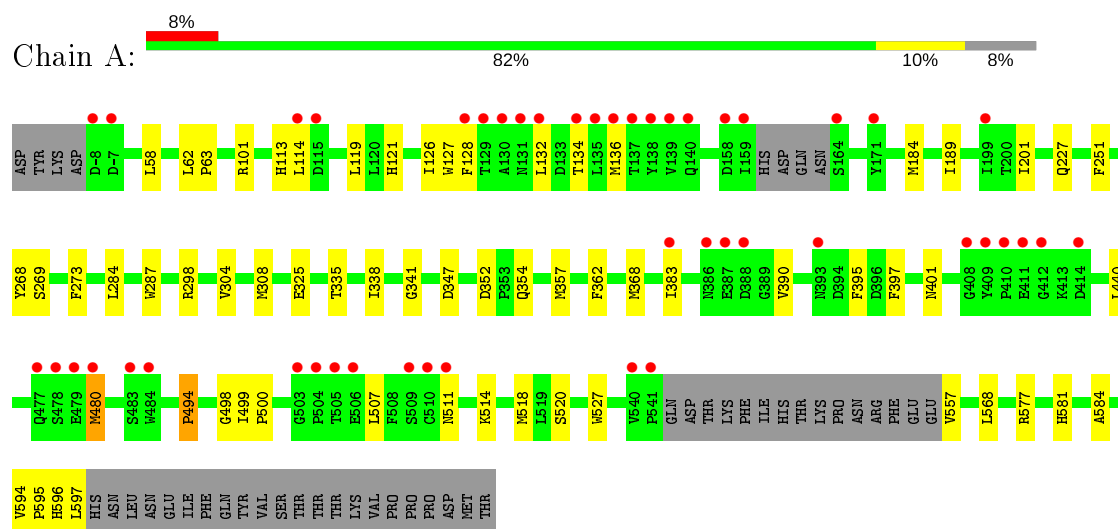 8%
Chain A:
82% 10% 8%
ASP TYR LYS ASP D-8 D-7 L58 L62 P63 R101 H113 L114 D115 L119 L120 H121 I126 W127 F128 T129 A130 N131 L132 D133 T134 L135 M136 T137 Y138 V139 Q140 D158 I159 HIS ASP GLN ASN S164 Y171 M184 I189 I199 T200 I201 Q227 F251
Y268 S269 F273 L284 W287 R298 V304 M308 E325 T335 I338 G341 D347 D352 P353 Q354 M357 F362 M368 I383 N386 E387 D388 G389 V390 N393 D394 F395 D396 F397 N401 G408 Y409 P410 E411 G412 K413 D414
Q477 S478 E479 M480 S483 W484 P494 G498 I499 P500 G503 P504 T505 E506 L507 F508 S509 C510 N511 K514 M518 L519 S520 W527 V540 P541 GLN ASP THR LYS PHE ILE HIS THR LYS PRO ASN ARG PHE GLU GLU V557 L568 R577 H581 A584
V594 P595 H596 L597 HIS ASN LEU ASN GLU ILE PHE GLN TYR VAL SER THR THR THR LYS VAL PRO PRO PRO ASP MET THR